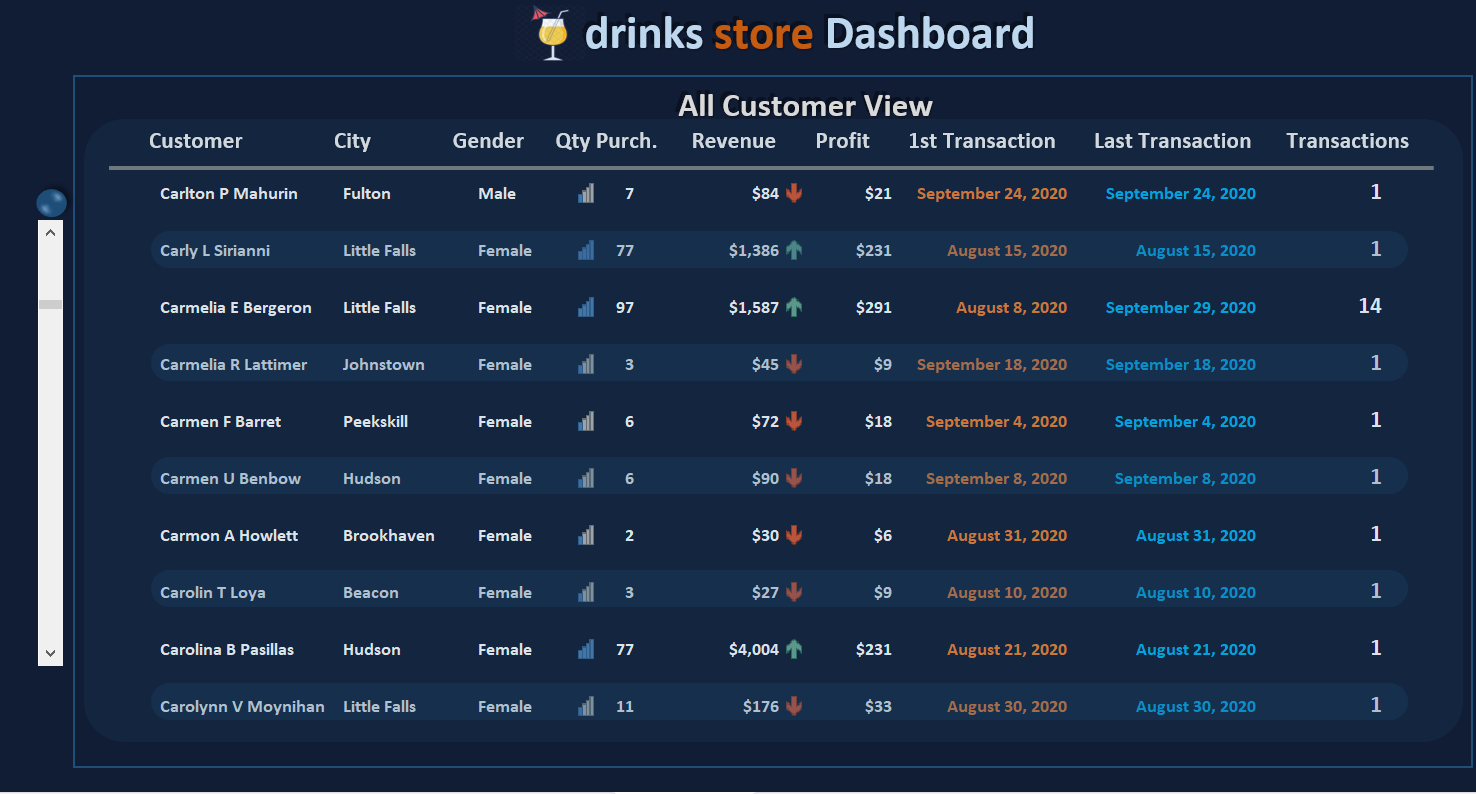 drinks store Dashboard
All Customer View
Customer City Gender Qty Purch. Revenue Profit 1st Transaction Last Transaction Transactions
Carlton P Mahurin Fulton Male 7 $84 $21 September 24, 2020 September 24, 2020 1
Carly L Sirianni Little Falls Female 77 $1,386 $231 August 15, 2020 August 15, 2020 1
Carmelia E Bergeron Little Falls Female 97 $1,587 $291 August 8, 2020 September 29, 2020 14
Carmelia R Lattimer Johnstown Female 3 $45 $9 September 18, 2020 September 18, 2020 1
Carmen F Barret Peekskill Female 6 $72 $18 September 4, 2020 September 4, 2020 1
Carmen U Benbow Hudson Female 6 $90 $18 September 8, 2020 September 8, 2020 1
Carmon A Howlett Brookhaven Female 2 $30 $6 August 31, 2020 August 31, 2020 1
Carolin T Loya Beacon Female 3 $27 $9 August 10, 2020 August 10, 2020 1
Carolina B Pasillas Hudson Female 77 $4,004 $231 August 21, 2020 August 21, 2020 1
Carolynn V Moynihan Little Falls Female 11 $176 $33 August 30, 2020 August 30, 2020 1